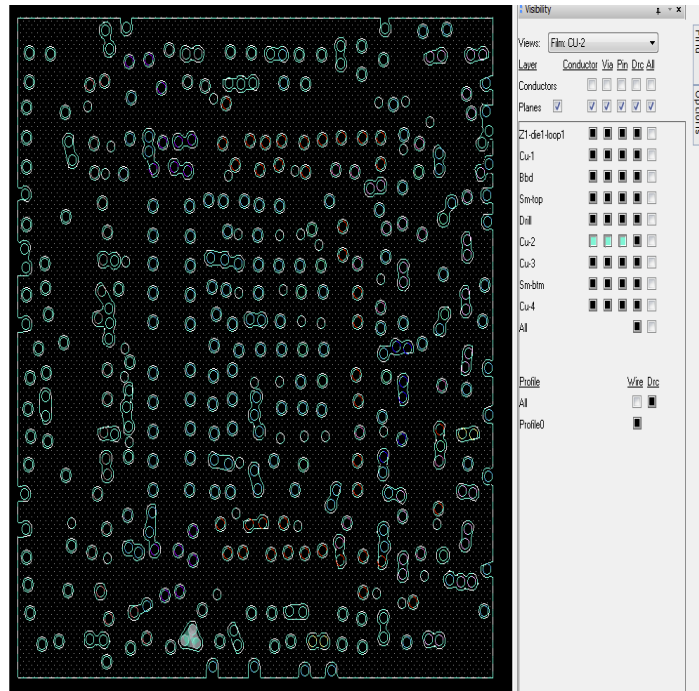 Visibility
Views: Film: CU-2
Layer Conductor Via Pin Drc All
Conductors
Planes
Z1-die1-loop1
Cu-1
Bbd
Sm-top
Drill
Cu-2
Cu-3
Sm-btm
Cu-4
All
Profile Wire Drc
All
Profile0
Find
Options